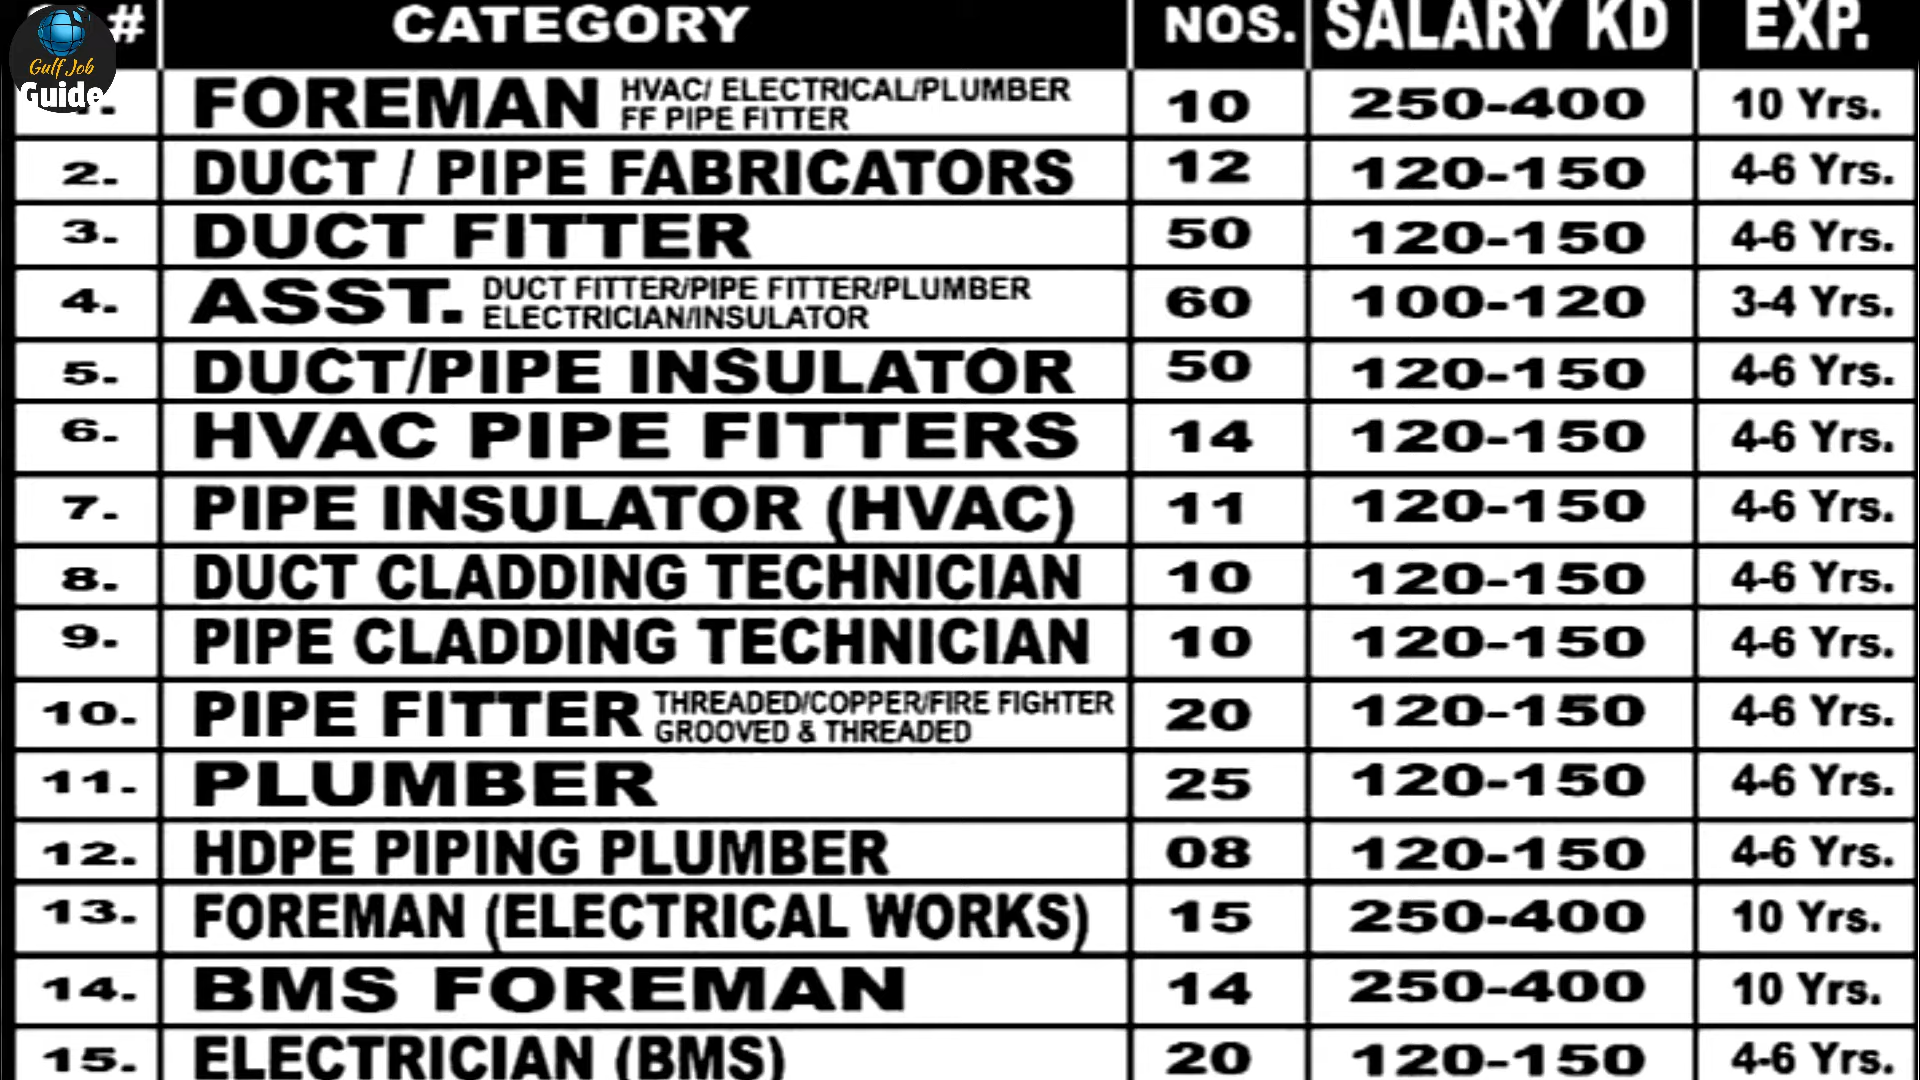 # CATEGORY NOS. SALARY KD EXP.
Gulf Job
Guide
FOREMAN HVAC/ ELECTRICAL/PLUMBER FF PIPE FITTER 10 250-400 10 Yrs.
2. DUCT / PIPE FABRICATORS 12 120-150 4-6 Yrs.
3. DUCT FITTER 50 120-150 4-6 Yrs.
4. ASST. DUCT FITTER/PIPE FITTER/PLUMBER ELECTRICIAN/INSULATOR 60 100-120 3-4 Yrs.
5. DUCT/PIPE INSULATOR 50 120-150 4-6 Yrs.
6. HVAC PIPE FITTERS 14 120-150 4-6 Yrs.
7. PIPE INSULATOR (HVAC) 11 120-150 4-6 Yrs.
8. DUCT CLADDING TECHNICIAN 10 120-150 4-6 Yrs.
9. PIPE CLADDING TECHNICIAN 10 120-150 4-6 Yrs.
10. PIPE FITTER THREADED/COPPER/FIRE FIGHTER GROOVED & THREADED 20 120-150 4-6 Yrs.
11. PLUMBER 25 120-150 4-6 Yrs.
12. HDPE PIPING PLUMBER 08 120-150 4-6 Yrs.
13. FOREMAN (ELECTRICAL WORKS) 15 250-400 10 Yrs.
14. BMS FOREMAN 14 250-400 10 Yrs.
15. ELECTRICIAN (BMS) 20 120-150 4-6 Yrs.